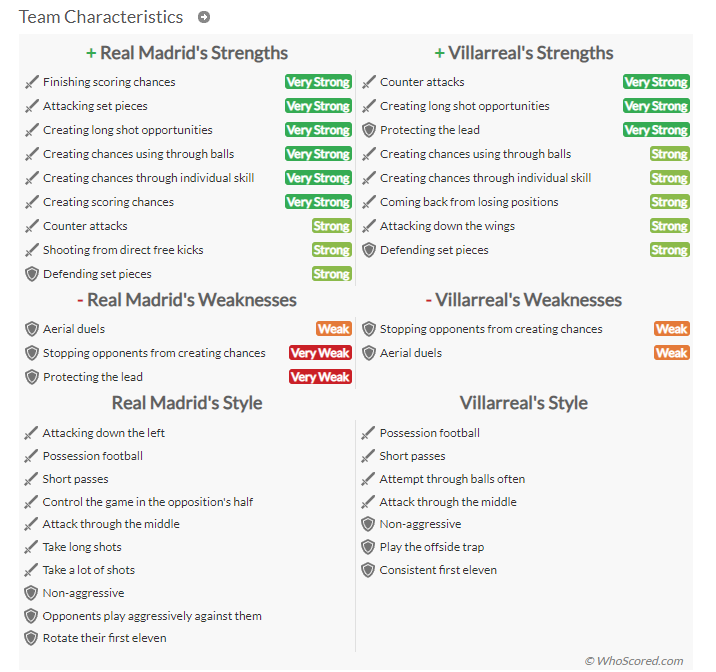 Team Characteristics
+ Real Madrid's Strengths
Finishing scoring chances Very Strong
Attacking set pieces Very Strong
Creating long shot opportunities Very Strong
Creating chances using through balls Very Strong
Creating chances through individual skill Very Strong
Creating scoring chances Very Strong
Counter attacks Strong
Shooting from direct free kicks Strong
Defending set pieces Strong
+ Villarreal's Strengths
Counter attacks Very Strong
Creating long shot opportunities Very Strong
Protecting the lead Very Strong
Creating chances using through balls Strong
Creating chances through individual skill Strong
Coming back from losing positions Strong
Attacking down the wings Strong
Defending set pieces Strong
- Real Madrid's Weaknesses
Aerial duels Weak
Stopping opponents from creating chances Very Weak
Protecting the lead Very Weak
- Villarreal's Weaknesses
Stopping opponents from creating chances Weak
Aerial duels Weak
Real Madrid's Style
Attacking down the left
Possession football
Short passes
Control the game in the opposition's half
Attack through the middle
Take long shots
Take a lot of shots
Non-aggressive
Opponents play aggressively against them
Rotate their first eleven
Villarreal's Style
Possession football
Short passes
Attempt through balls often
Attack through the middle
Non-aggressive
Play the offside trap
Consistent first eleven
© WhoScored.com